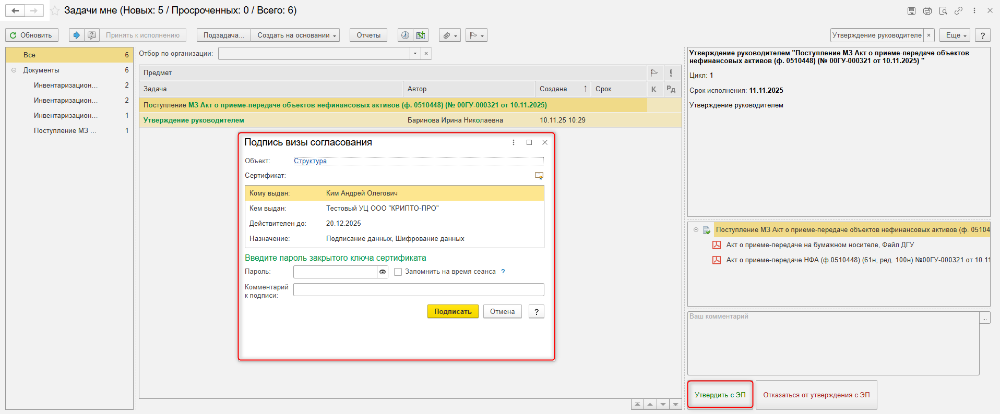 Задачи мне (Новых: 5 / Просроченных: 0 / Всего: 6)
Обновить
Принять к исполнению
Подзадача...
Создать на основании
Отчеты
Утверждение руководителе
×
Еще
?
Все 6
Документы 6
Инвентаризацион... 2
Инвентаризацион... 2
Инвентаризацион... 1
Поступление МЗ ... 1
Отбор по организации:
Предмет
Задача Автор Создана ↑ Срок К Рд
Поступление МЗ Акт о приеме-передаче объектов нефинансовых активов (ф. 0510448) (№ 00ГУ-000321 от 10.11.2025)
Утверждение руководителем Баринова Ирина Николаевна 10.11.25 10:29
Подпись визы согласования
Объект: Структура
Сертификат:
Кому выдан: Ким Андрей Олегович
Кем выдан: Тестовый УЦ ООО "КРИПТО-ПРО"
Действителен до: 20.12.2025
Назначение: Подписание данных, Шифрование данных
Введите пароль закрытого ключа сертификата
Пароль: Запомнить на время сеанса ?
Комментарий
к подписи:
Подписать Отмена ?
Утверждение руководителем "Поступление МЗ Акт о приеме-передаче объектов
нефинансовых активов (ф. 0510448) (№ 00ГУ-000321 от 10.11.2025) "
Цикл: 1
Срок исполнения: 11.11.2025
Утверждение руководителем
Поступление МЗ Акт о приеме-передаче объектов нефинансовых активов (ф. 05104
Акт о приеме-передаче на бумажном носителе, Файл ДГУ
Акт о приеме-передаче НФА (ф.0510448) (61н, ред. 100н) №00ГУ-000321 от 10.11
Ваш комментарий
...
Утвердить с ЭП
Отказаться от утверждения с ЭП